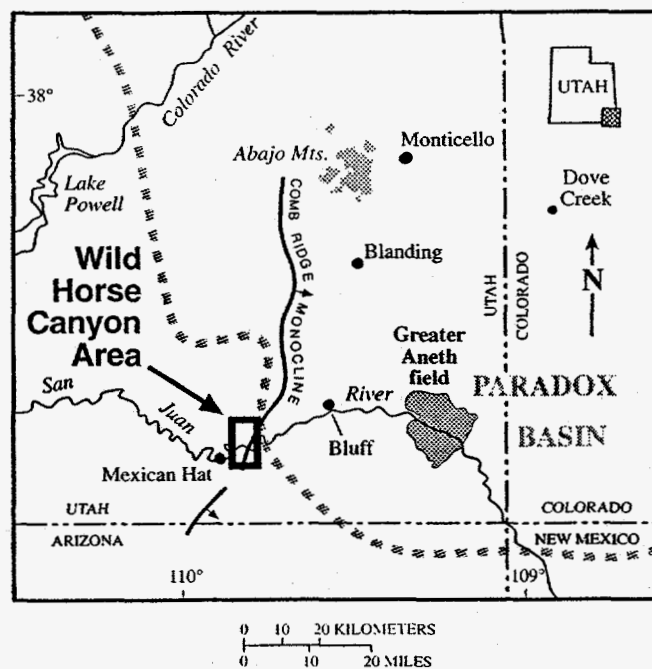 Colorado River
38°
UTAH
Abajo Mts.
Monticello
Lake
Powell
Dove
Creek
COMB RIDGE MONOCLINE
Blanding
Wild
Horse
Canyon
Area
UTAH
COLORADO
N
Greater
Aneth
field
PARADOX
BASIN
San
Juan
River
Bluff
Mexican Hat
UTAH
ARIZONA
COLORADO
NEW MEXICO
110°
109°
0 10 20 KILOMETERS
0 10 20 MILES